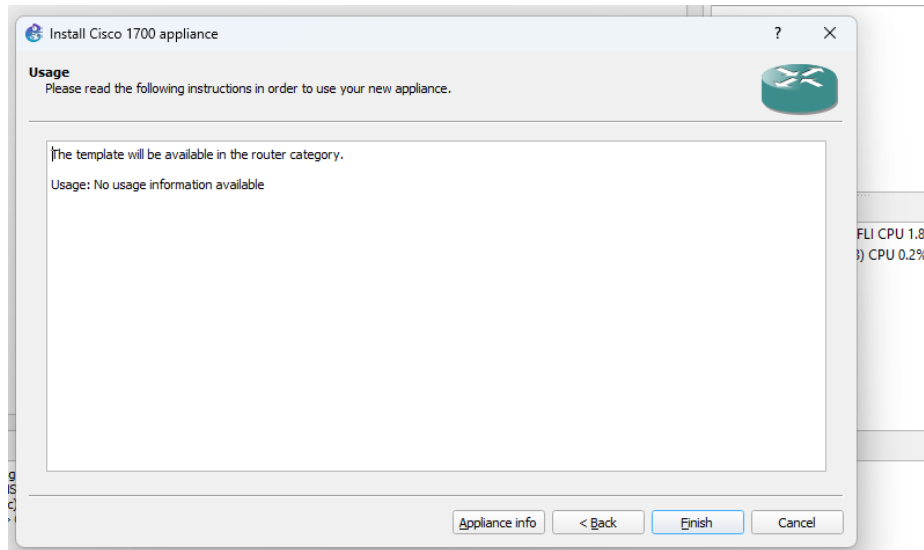 Install Cisco 1700 appliance
?
Usage
Please read the following instructions in order to use your new appliance.
The template will be available in the router category.
Usage: No usage information available
FLI CPU 1.8
3) CPU 0.2%
Appliance info
< Back
Finish
Cancel